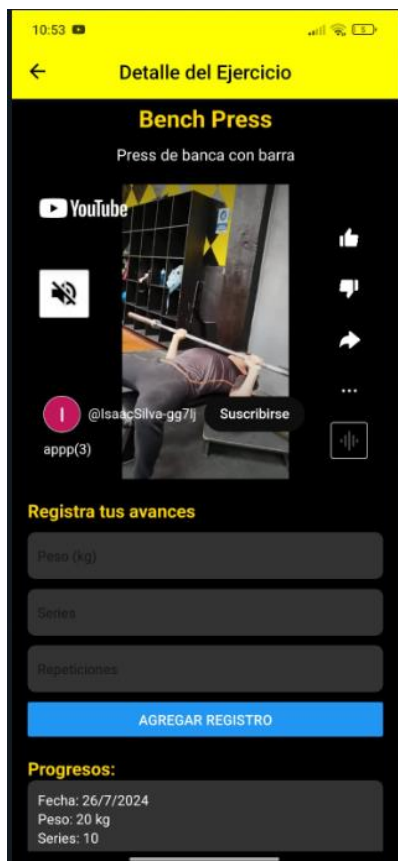 10:53
5
Detalle del Ejercicio
Bench Press
Press de banca con barra
YouTube
I
@IsaacSilva-gg7lj
Suscribirse
appp(3)
Registra tus avances
Peso (kg)
Series
Repeticiones
AGREGAR REGISTRO
Progresos:
Fecha: 26/7/2024
Peso: 20 kg
Series: 10